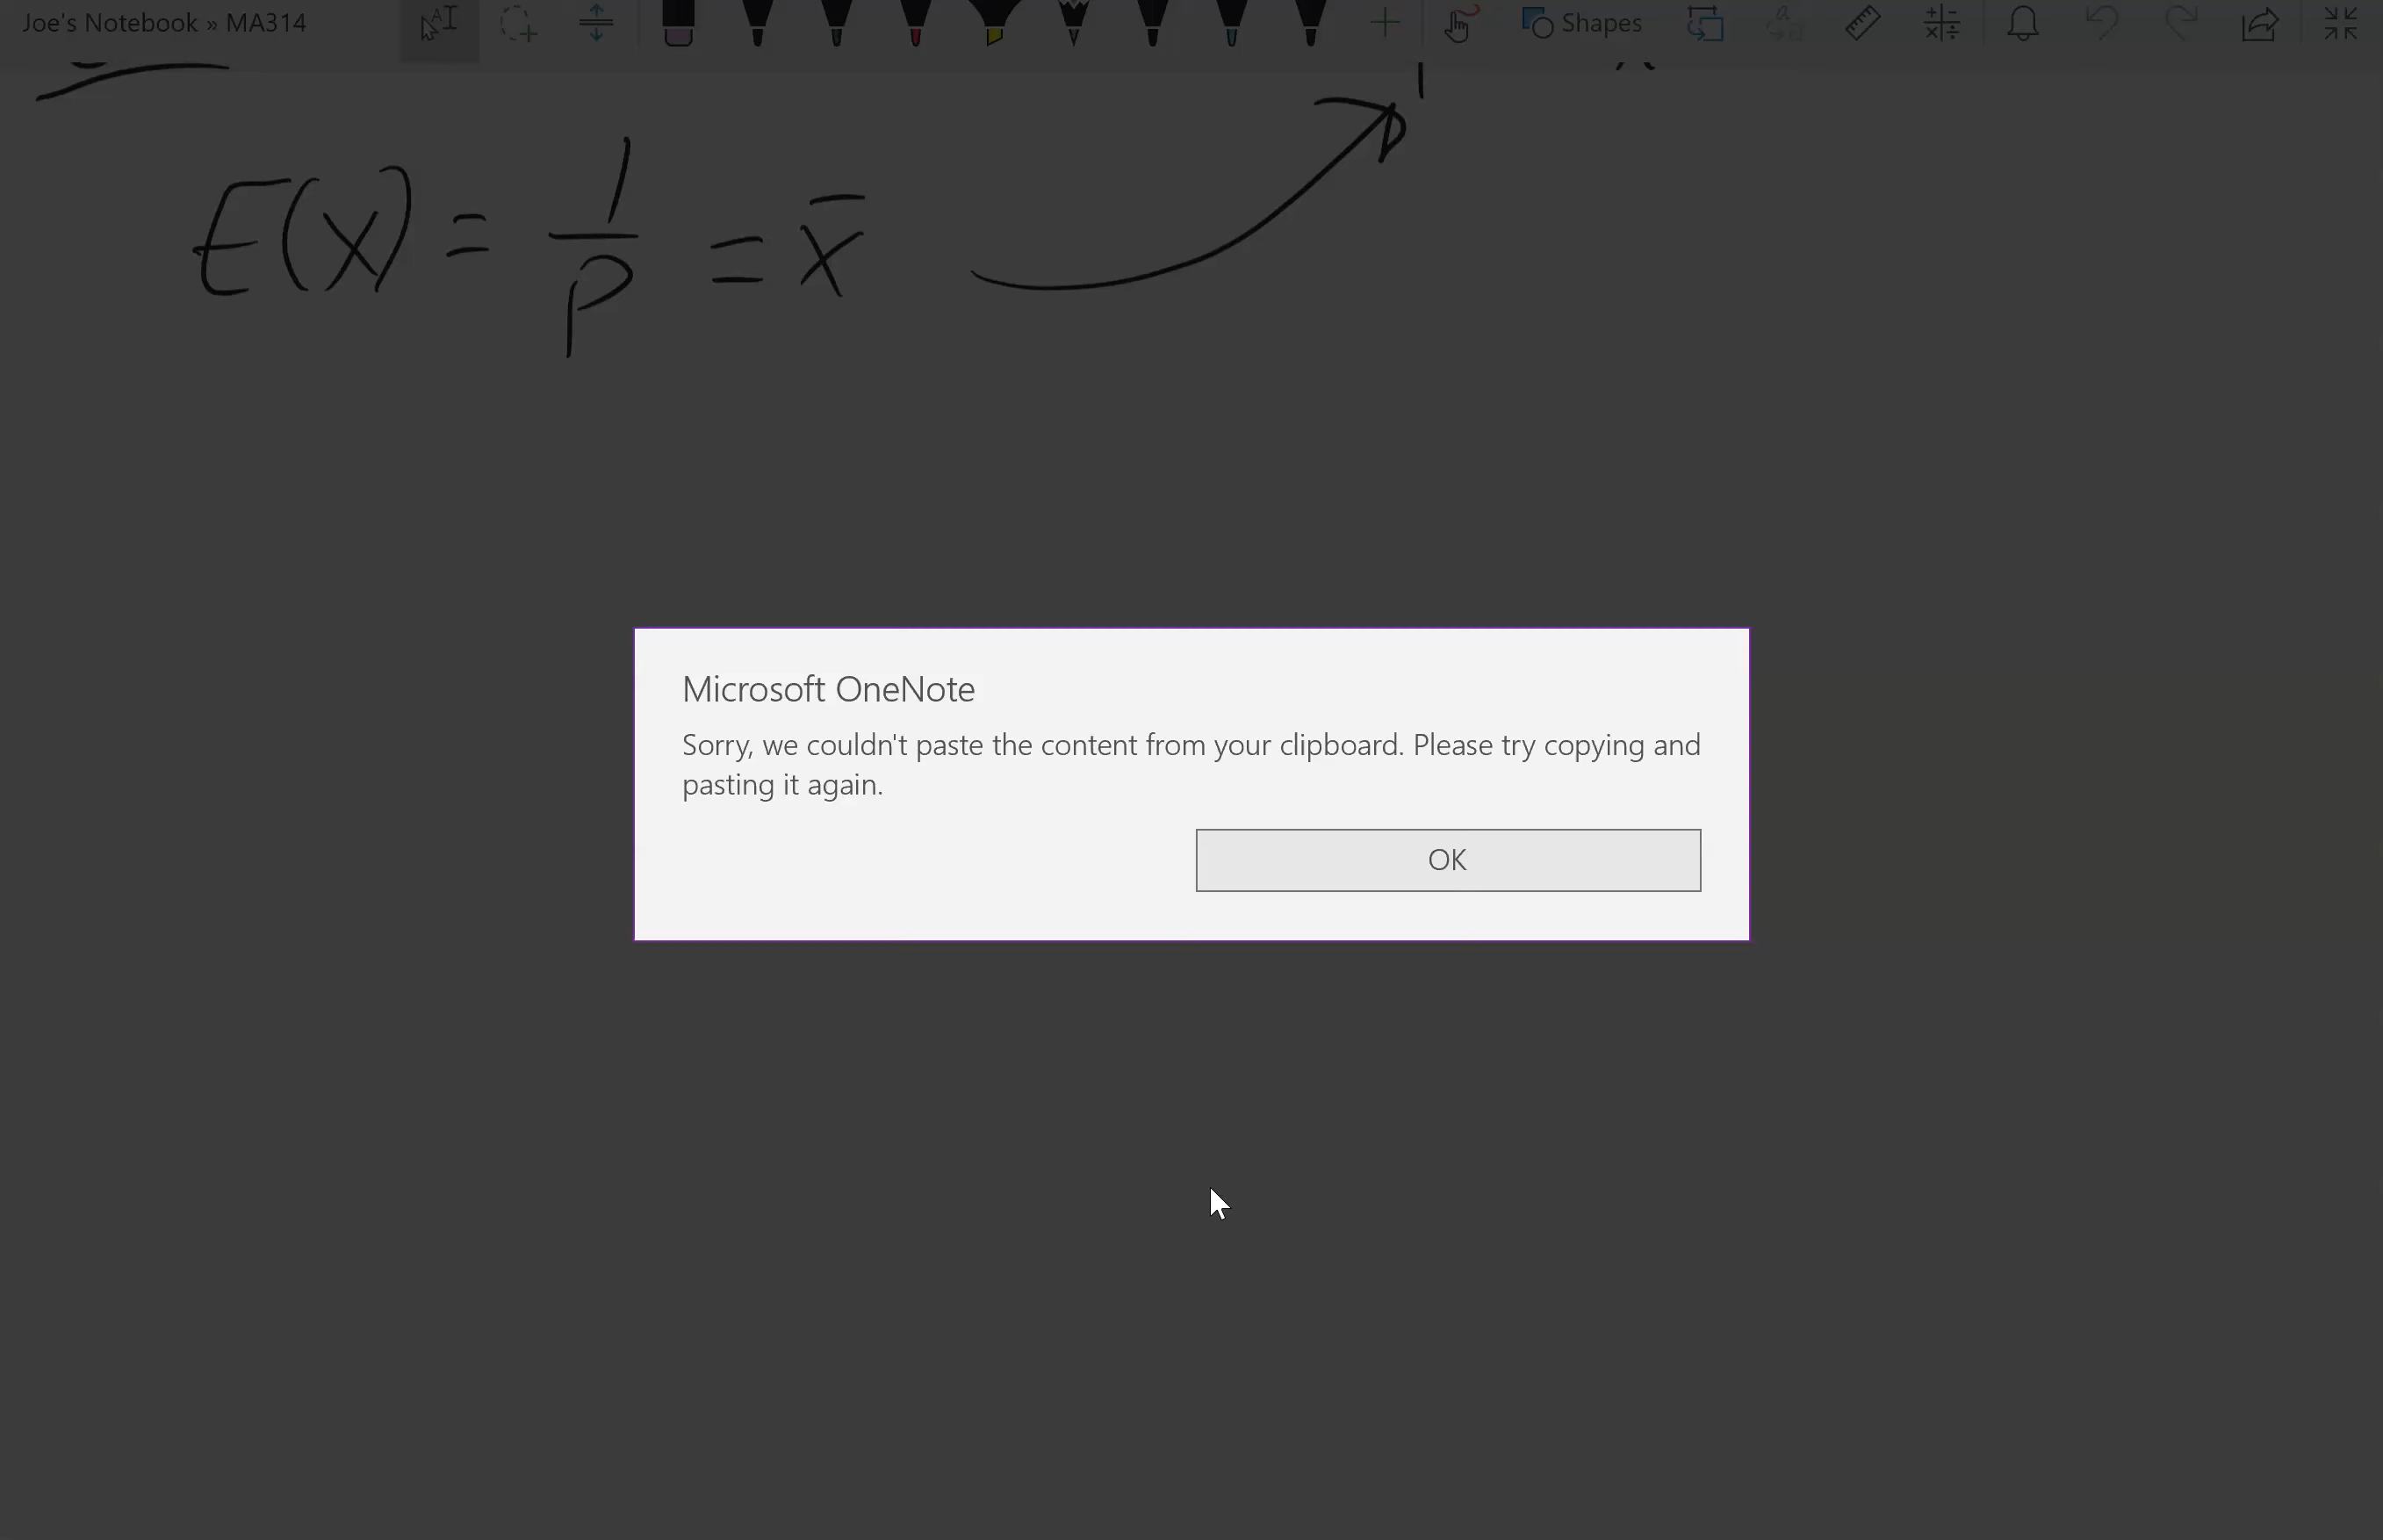 Joe's Notebook » MA314
Shapes
E(x) = 1/p = x̄
Microsoft OneNote
Sorry, we couldn't paste the content from your clipboard. Please try copying and
pasting it again.
OK